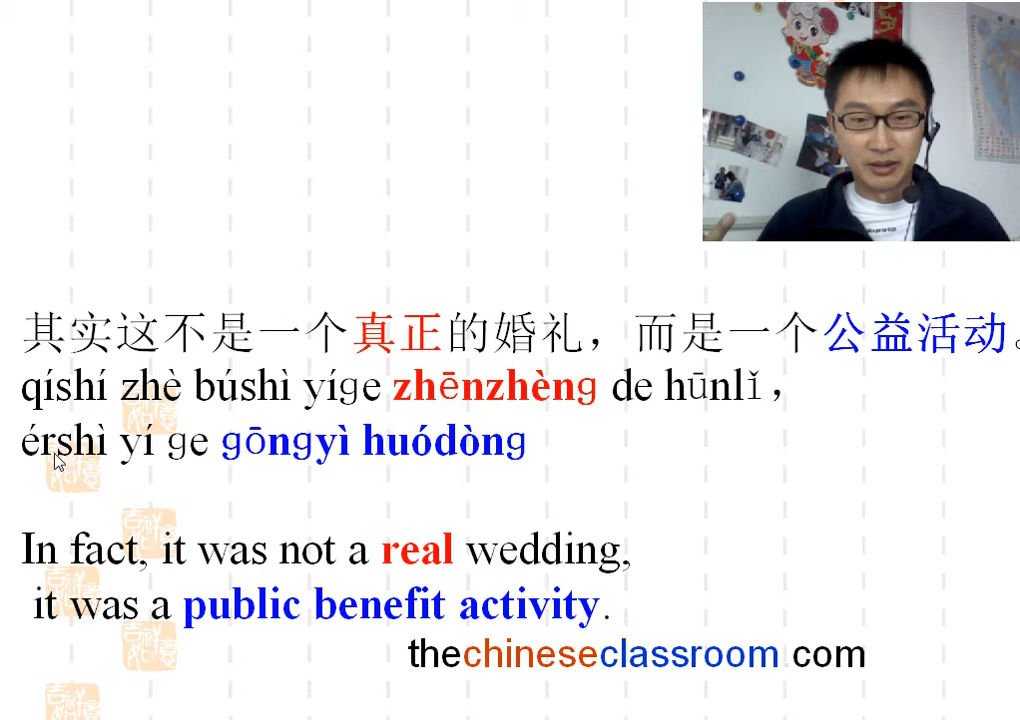 其实这不是一个真正的婚礼，而是一个公益活动。
qíshí zhè búshì yíge zhēnzhèng de hūnlǐ，
érshì yí ge gōngyì huódòng
In fact, it was not a real wedding,
it was a public benefit activity.
thechineseclassroom.com